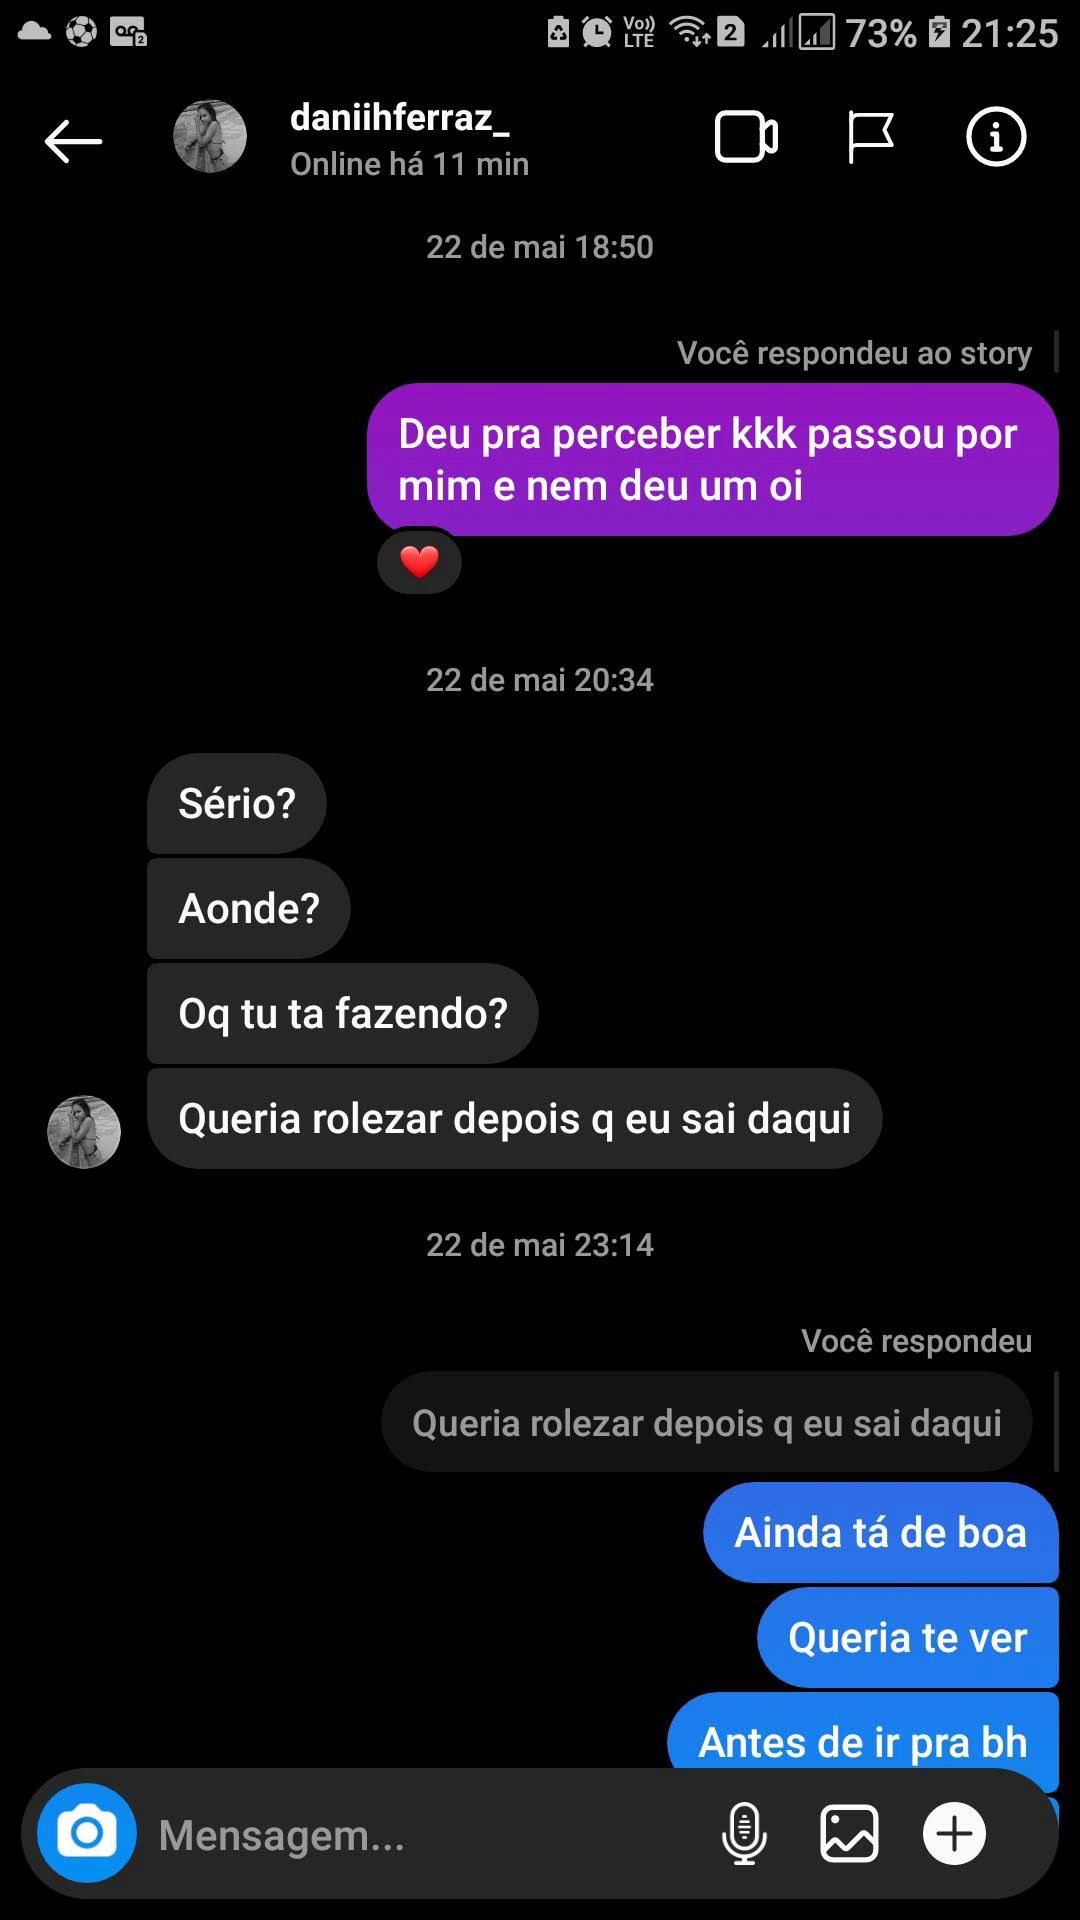 Vo))
LTE
2
2
73%
21:25
daniihferraz_
Online há 11 min
22 de mai 18:50
Você respondeu ao story
Deu pra perceber kkk passou por
mim e nem deu um oi
22 de mai 20:34
Sério?
Aonde?
Oq tu ta fazendo?
Queria rolezar depois q eu sai daqui
22 de mai 23:14
Você respondeu
Queria rolezar depois q eu sai daqui
Ainda tá de boa
Queria te ver
Antes de ir pra bh
Mensagem...